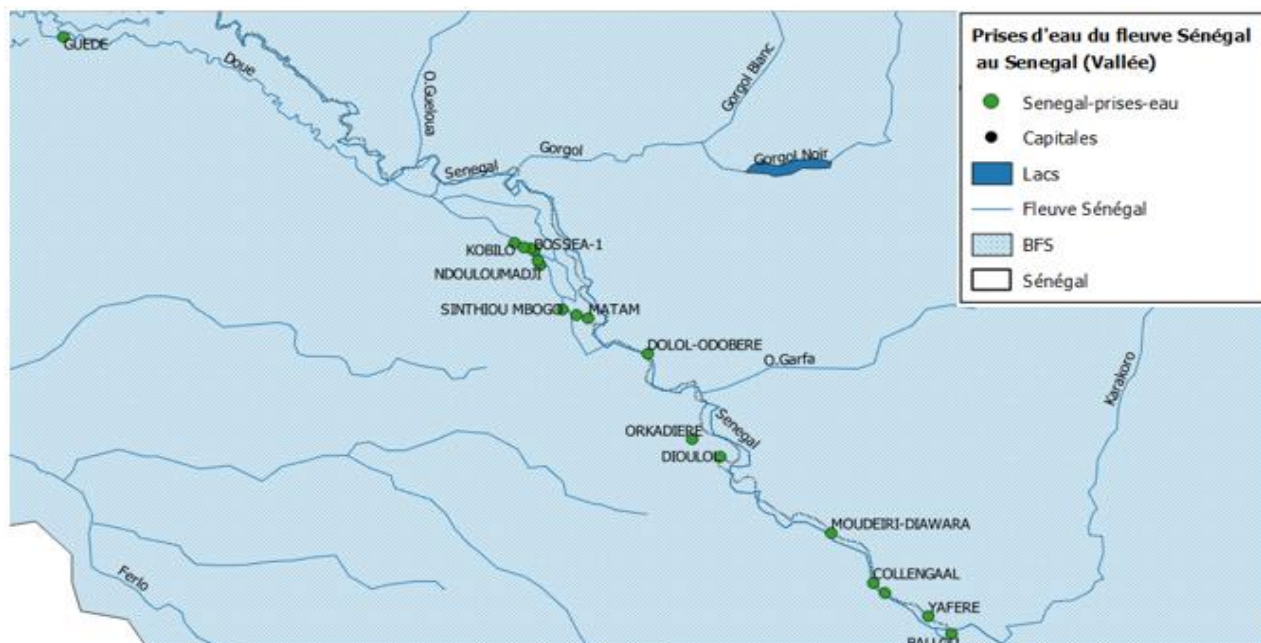 Prises d'eau du fleuve Sénégal
au Senegal (Vallée)
Senegal-prises-eau
Capitales
Lacs
Fleuve Sénégal
BFS
Sénégal
GUEDE
Doue
O.Gueloua
Gorgol Blanc
Gorgol
Gorgol Noir
Senegal
KOBILO
BOSSEA-1
NDOULOUMADJI
SINTHIOU MBOGO
MATAM
DOLOL-ODOBERE
O.Garfa
Karakoro
Senegal
ORKADIERE
DIOULOL
MOUDEIRI-DIAWARA
COLLENGAAL
Ferlo
YAFERE